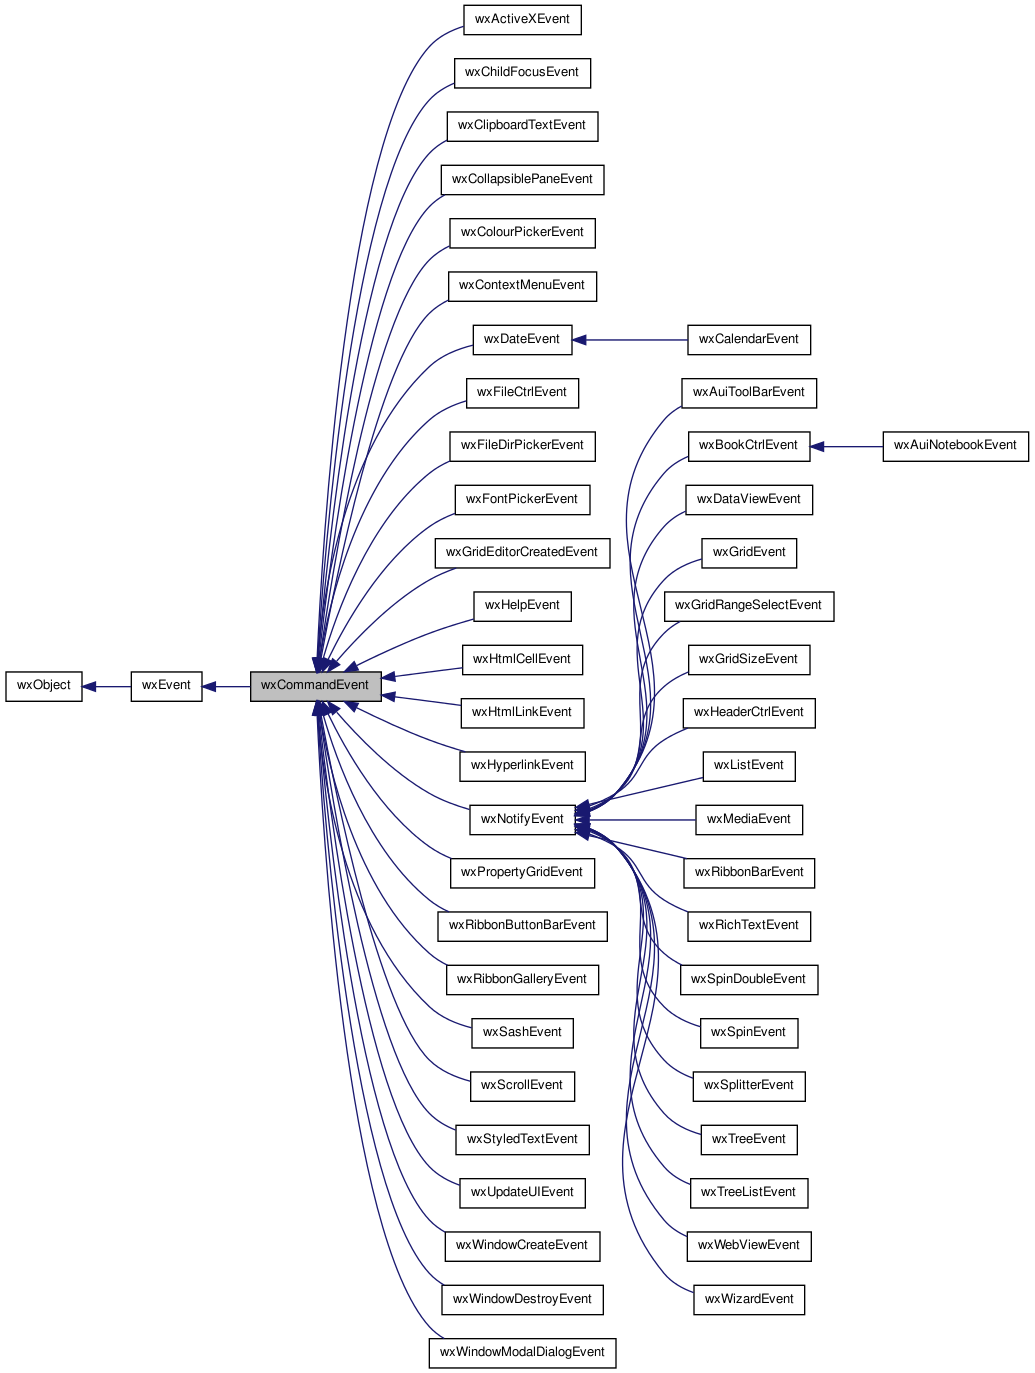 wxActiveXEvent
wxChildFocusEvent
wxClipboardTextEvent
wxCollapsiblePaneEvent
wxColourPickerEvent
wxContextMenuEvent
wxDateEvent
wxCalendarEvent
wxFileCtrlEvent
wxAuiToolBarEvent
wxFileDirPickerEvent
wxBookCtrlEvent
wxAuiNotebookEvent
wxFontPickerEvent
wxDataViewEvent
wxGridEditorCreatedEvent
wxGridEvent
wxHelpEvent
wxGridRangeSelectEvent
wxHtmlCellEvent
wxGridSizeEvent
wxObject
wxEvent
wxCommandEvent
wxHtmlLinkEvent
wxHeaderCtrlEvent
wxHyperlinkEvent
wxListEvent
wxNotifyEvent
wxMediaEvent
wxPropertyGridEvent
wxRibbonBarEvent
wxRibbonButtonBarEvent
wxRichTextEvent
wxRibbonGalleryEvent
wxSpinDoubleEvent
wxSashEvent
wxSpinEvent
wxScrollEvent
wxSplitterEvent
wxStyledTextEvent
wxTreeEvent
wxUpdateUIEvent
wxTreeListEvent
wxWindowCreateEvent
wxWebViewEvent
wxWindowDestroyEvent
wxWizardEvent
wxWindowModalDialogEvent